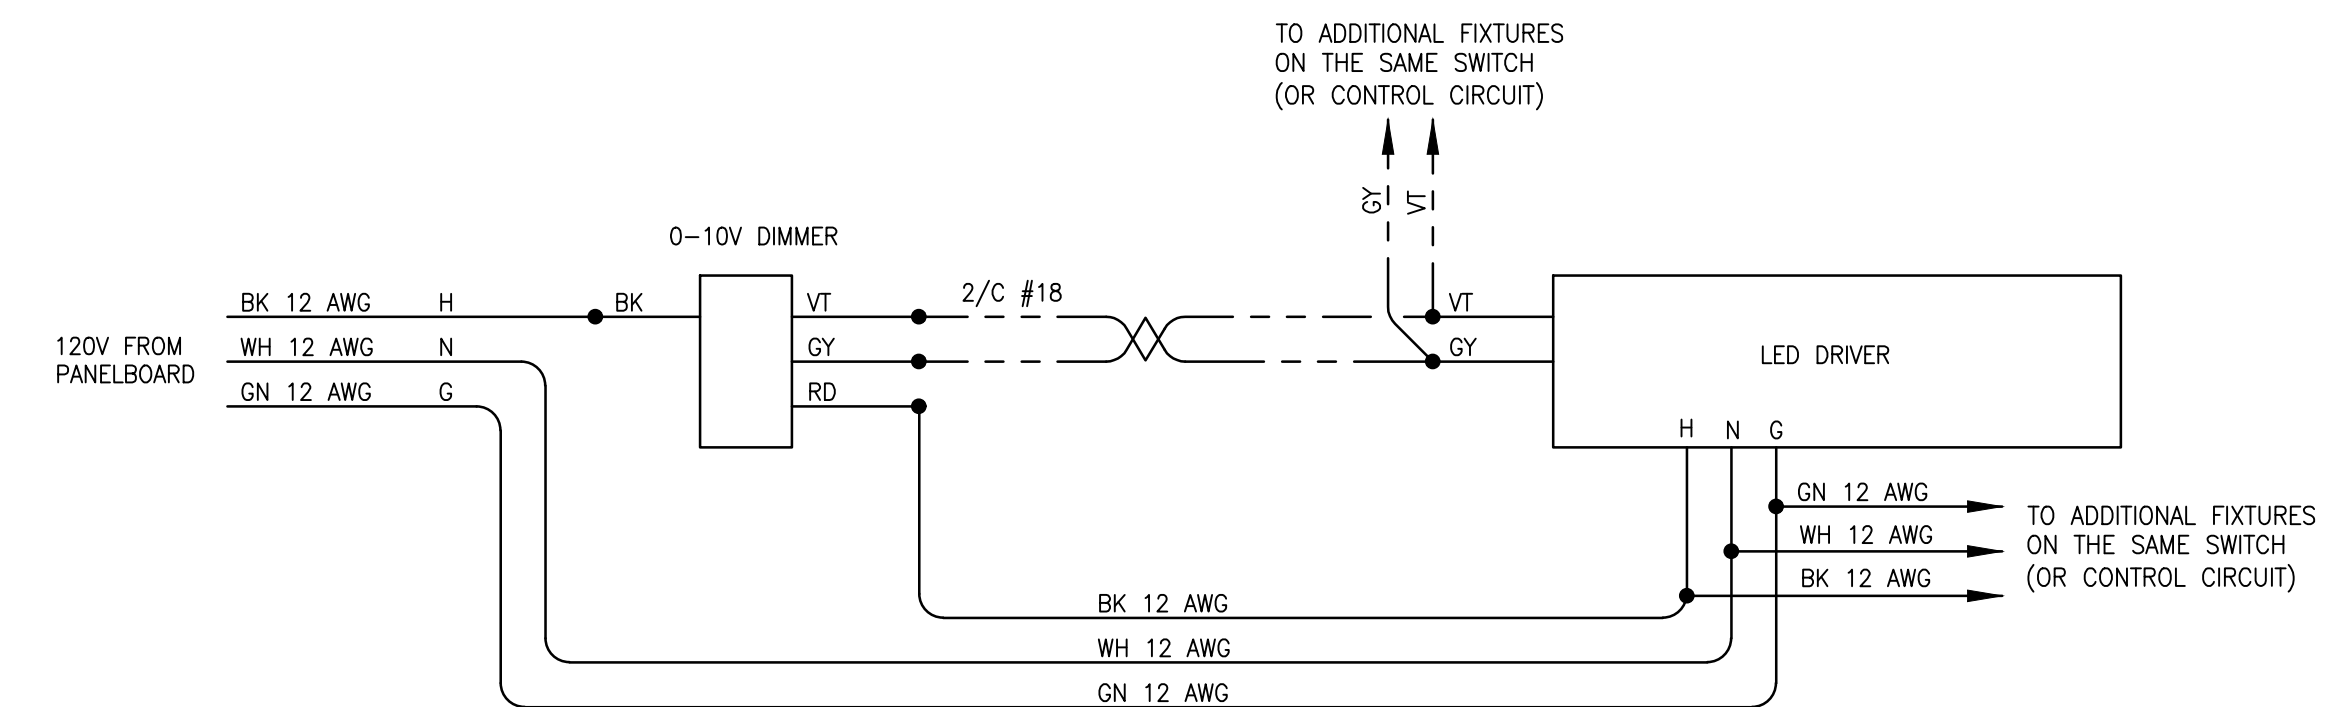 TO ADDITIONAL FIXTURES
ON THE SAME SWITCH
(OR CONTROL CIRCUIT)
GY
VT
0-10V DIMMER
120V FROM
PANELBOARD
BK 12 AWG H
WH 12 AWG N
GN 12 AWG G
BK
VT
GY
RD
2/C #18
VT
GY
LED DRIVER
H N G
GN 12 AWG
WH 12 AWG
BK 12 AWG
TO ADDITIONAL FIXTURES
ON THE SAME SWITCH
(OR CONTROL CIRCUIT)
BK 12 AWG
WH 12 AWG
GN 12 AWG